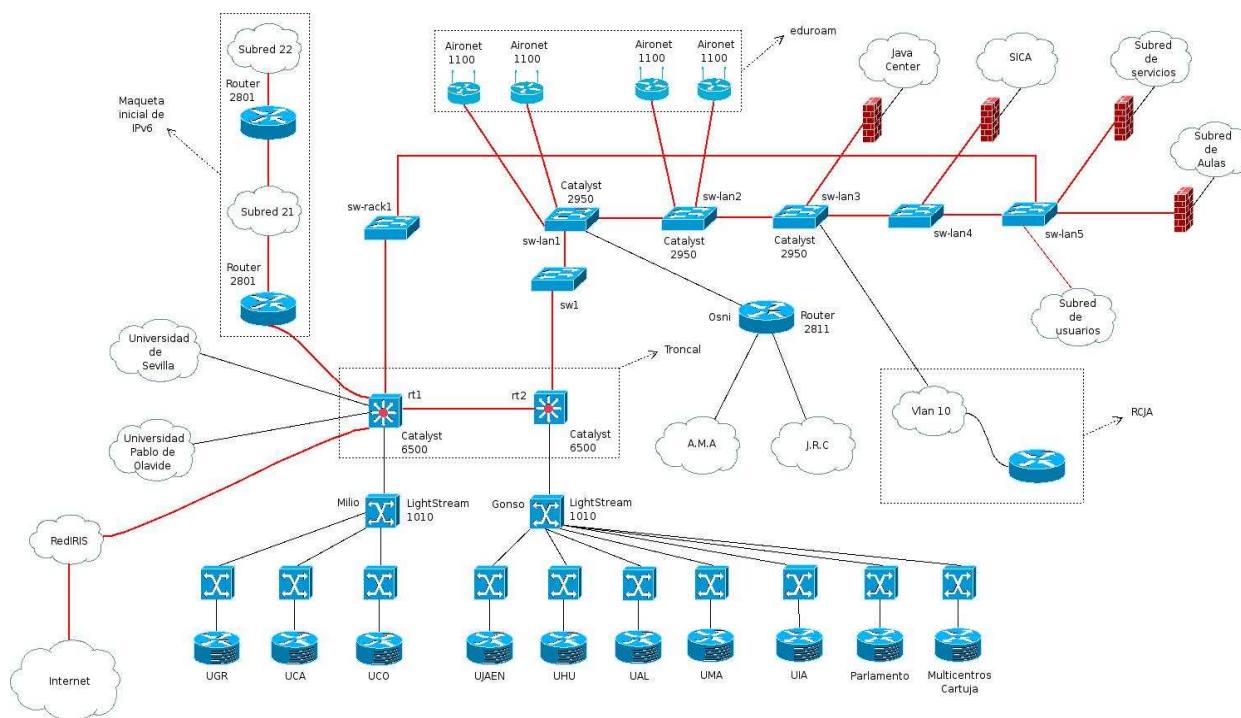 Subred 22
Router
2801
Maqueta
inicial de
IPv6
Subred 21
Router
2801
Aironet
1100
Aironet
1100
Aironet
1100
Aironet
1100
eduroam
Java
Center
SICA
Subred
de
servicios
Subred
de
Aulas
sw-rack1
Catalyst
2950
sw-lan1
sw-lan2
Catalyst
2950
sw-lan3
Catalyst
2950
sw-lan4
sw-lan5
sw1
Osni
Router
2811
Subred
de
usuarios
Universidad
de
Sevilla
Universidad
Pablo de
Olavide
Troncal
rt1
rt2
Catalyst
6500
Catalyst
6500
A.M.A
J.R.C
Vlan 10
RCJA
Milio
LightStream
1010
Gonso
LightStream
1010
RedIRIS
Internet
UGR
UCA
UCO
UJAEN
UHU
UAL
UMA
UIA
Parlamento
Multicentros
Cartuja